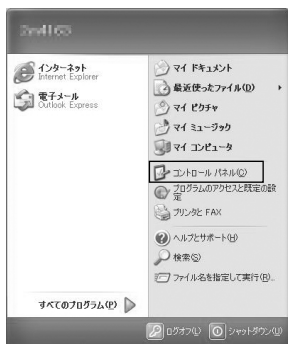 インターネット
Internet Explorer
電子メール
Outlook Express
すべてのプログラム(P)
マイ ドキュメント
最近使ったファイル(D)
マイ ピクチャ
マイ ミュージック
マイ コンピュータ
コントロール パネル(C)
プログラムのアクセスと既定の設
定
プリンタと FAX
ヘルプとサポート(H)
検索(S)
ファイル名を指定して実行(R)...
ログオフ(L)
シャットダウン(U)